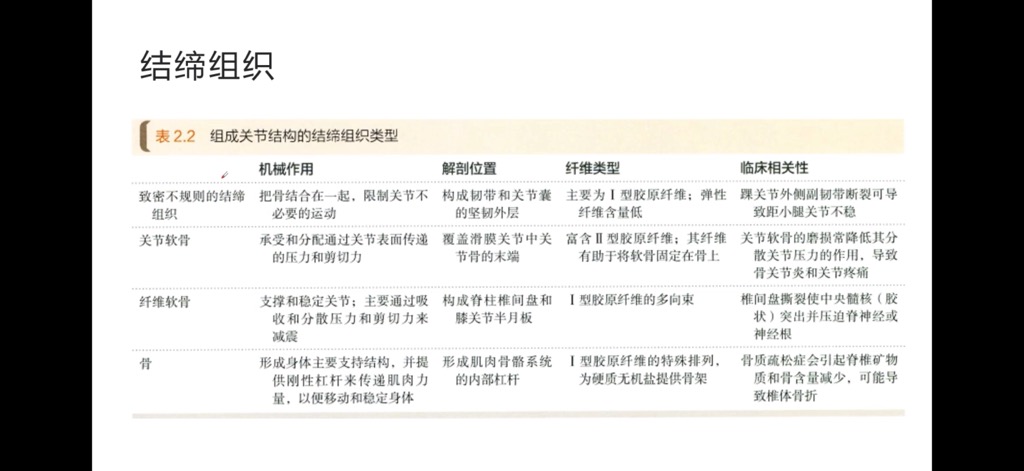 结缔组织
表 2.2 组成关节结构的结缔组织类型
机械作用 解剖位置 纤维类型 临床相关性
致密不规则的结缔 把骨结合在一起，限制关节不 构成韧带和关节囊 主要为Ⅰ型胶原纤维；弹性 踝关节外侧副韧带断裂可导
组织 必要的运动 的坚韧外层 纤维含量低 致距小腿关节不稳
关节软骨 承受和分配通过关节表面传递 覆盖滑膜关节中关 富含Ⅱ型胶原纤维；其纤维 关节软骨的磨损常降低其分
的压力和剪切力 节骨的末端 有助于将软骨固定在骨上 散关节压力的作用，导致
骨关节炎和关节疼痛
纤维软骨 支撑和稳定关节；主要通过吸 构成脊柱椎间盘和 Ⅰ型胶原纤维的多向束 椎间盘撕裂使中央髓核（胶
收和分散压力和剪切力来 膝关节半月板 状）突出并压迫脊神经或
减震 神经根
骨 形成身体主要支持结构，并提 形成肌肉骨骼系统 Ⅰ型胶原纤维的特殊排列， 骨质疏松症会引起脊椎矿物
供刚性杠杆来传递肌肉力 的内部杠杆 为硬质无机盐提供骨架 质和骨含量减少，可能导
量，以便移动和稳定身体 致椎体骨折